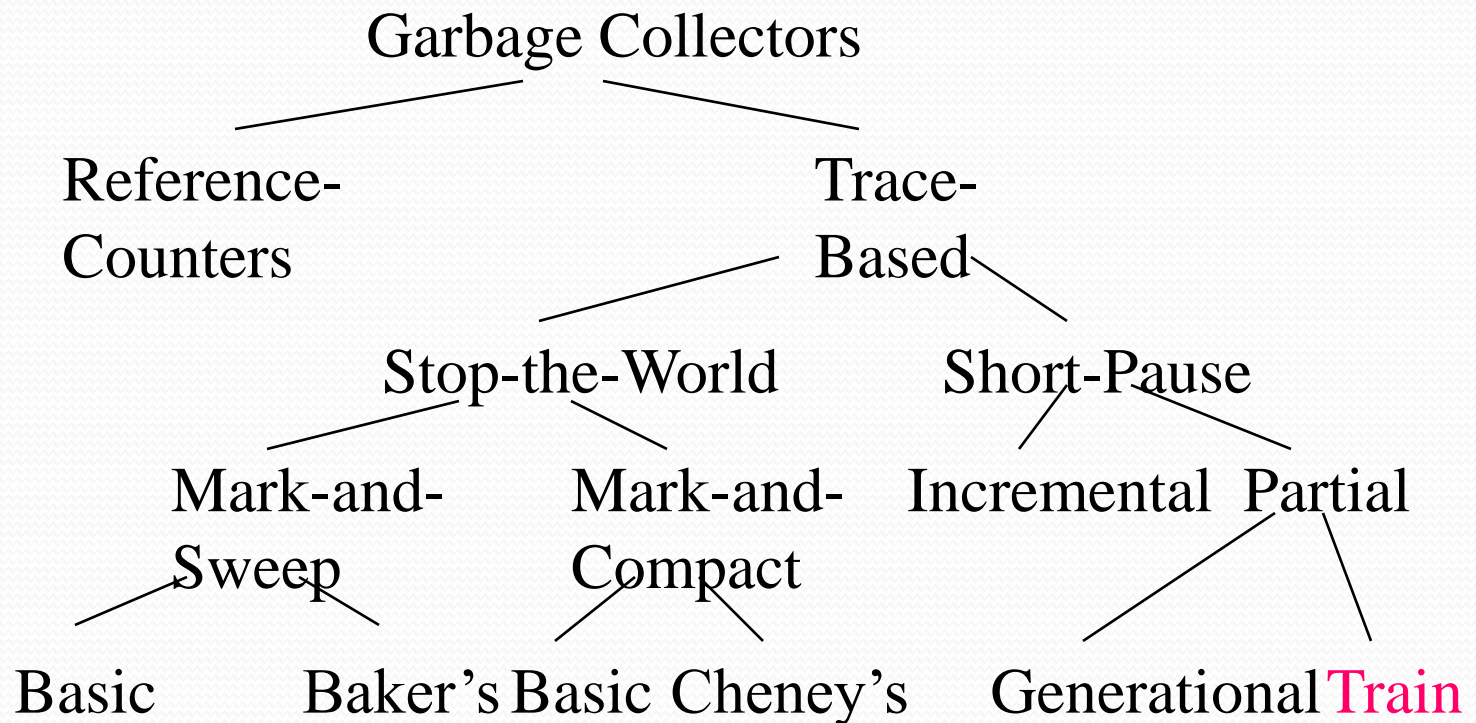 Garbage Collectors
Reference-
Counters
Trace-
Based
Stop-the-World
Short-Pause
Mark-and-
Sweep
Mark-and-
Compact
Incremental
Partial
Basic
Baker’s
Basic
Cheney’s
Generational
Train